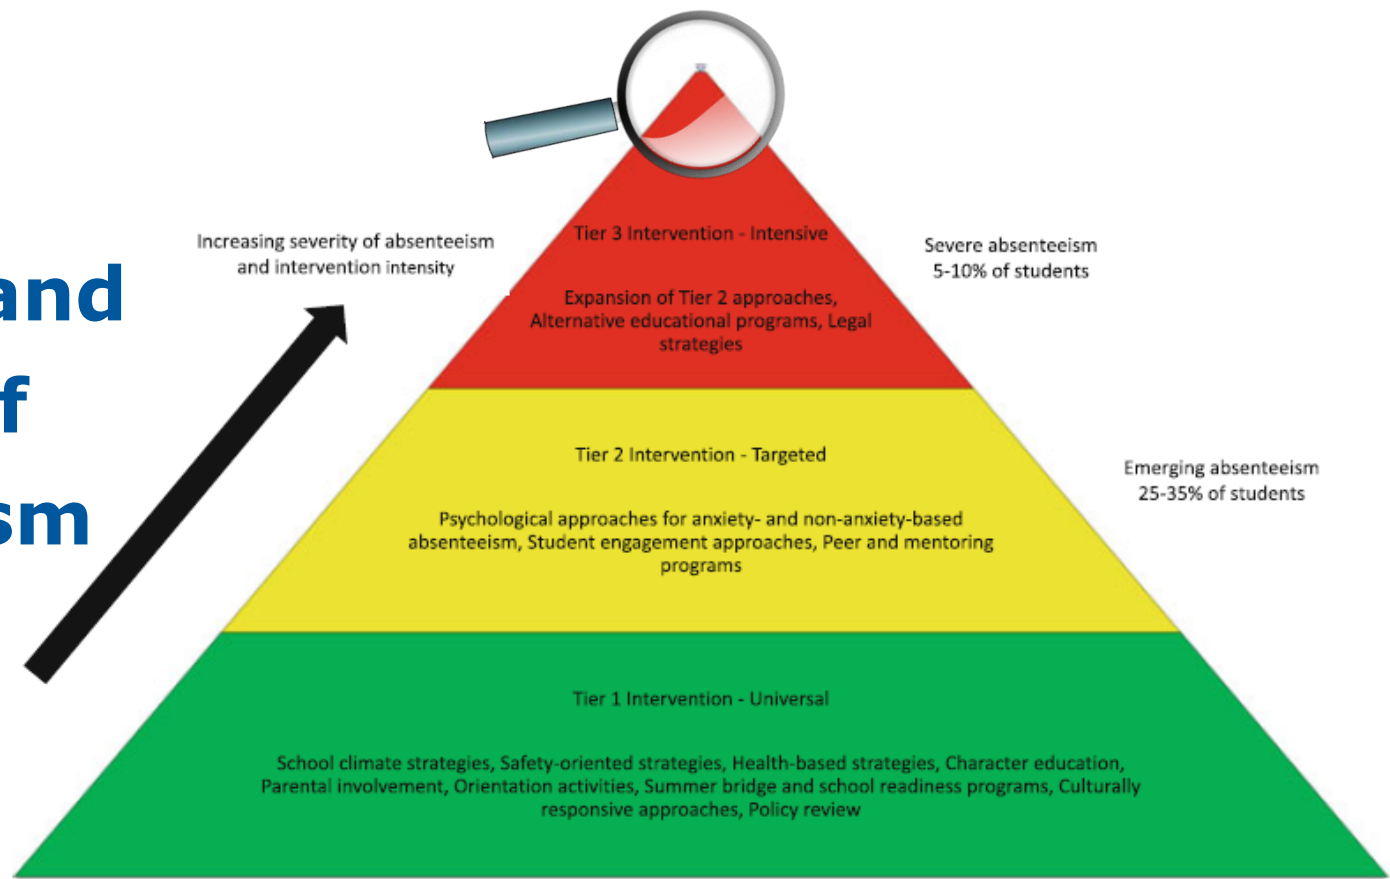 and
f
sm
Increasing severity of absenteeism
and intervention intensity
Tier 3 Intervention - Intensive
Expansion of Tier 2 approaches,
Alternative educational programs, Legal
strategies
Severe absenteeism
5-10% of students
Tier 2 Intervention - Targeted
Psychological approaches for anxiety- and non-anxiety-based
absenteeism, Student engagement approaches, Peer and mentoring
programs
Emerging absenteeism
25-35% of students
Tier 1 Intervention - Universal
School climate strategies, Safety-oriented strategies, Health-based strategies, Character education,
Parental involvement, Orientation activities, Summer bridge and school readiness programs, Culturally
responsive approaches, Policy review